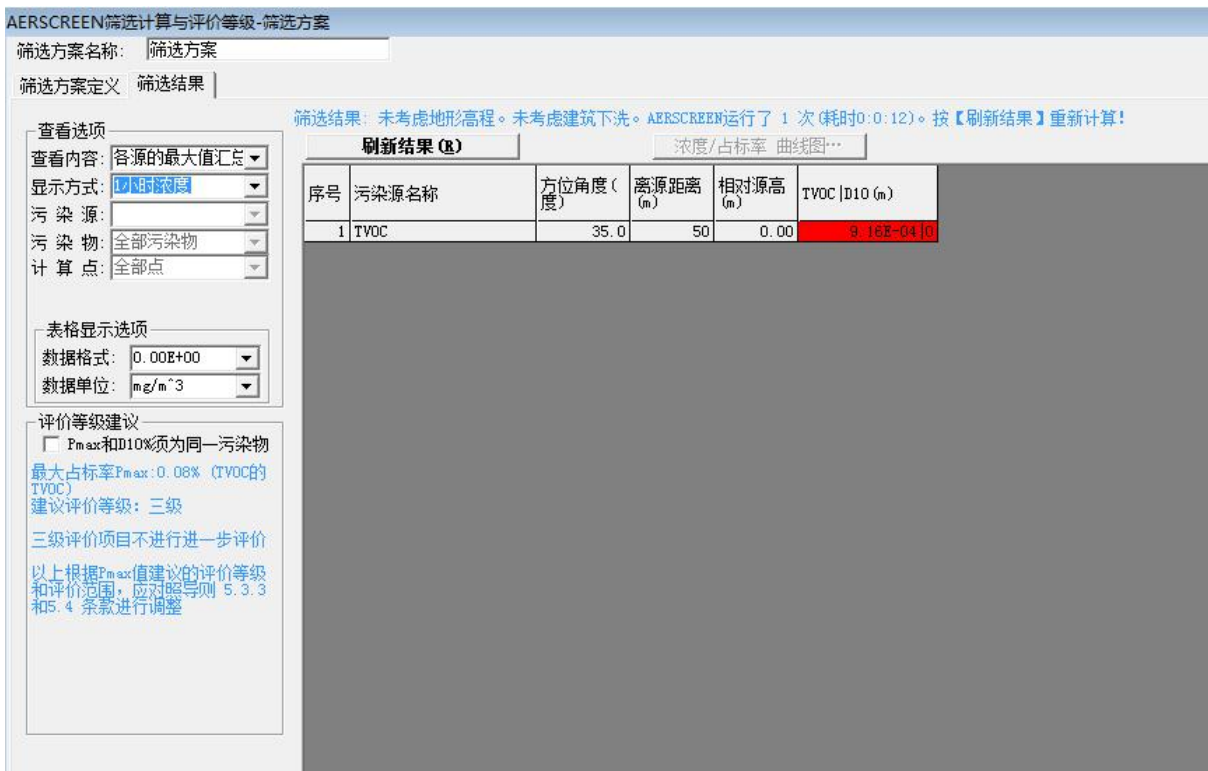 AERSCREEN筛选计算与评价等级-筛选方案
筛选方案名称: 筛选方案
筛选方案定义 筛选结果
筛选结果: 未考虑地形高程。未考虑建筑下洗。AERSCREEN运行了 1 次(耗时0:0:12)。按【刷新结果】重新计算!
刷新结果(R) 浓度/占标率 曲线图…
查看选项
查看内容: 各源的最大值汇总
显示方式: 1小时浓度
污 染 源:
污 染 物: 全部污染物
计 算 点: 全部点
序号 污染源名称 方位角度(度) 离源距离(m) 相对源高(m) TVOC|D10(m)
1 TVOC 35.0 50 0.00 9.16E-04|0
表格显示选项
数据格式: 0.00E+00
数据单位: mg/m^3
评价等级建议
Pmax和D10%须为同一污染物
最大占标率Pmax:0.08% (TVOC的
TVOC)
建议评价等级: 三级
三级评价项目不进行进一步评价
以上根据Pmax值建议的评价等级
和评价范围,应对照导则 5.3.3
和5.4 条款进行调整